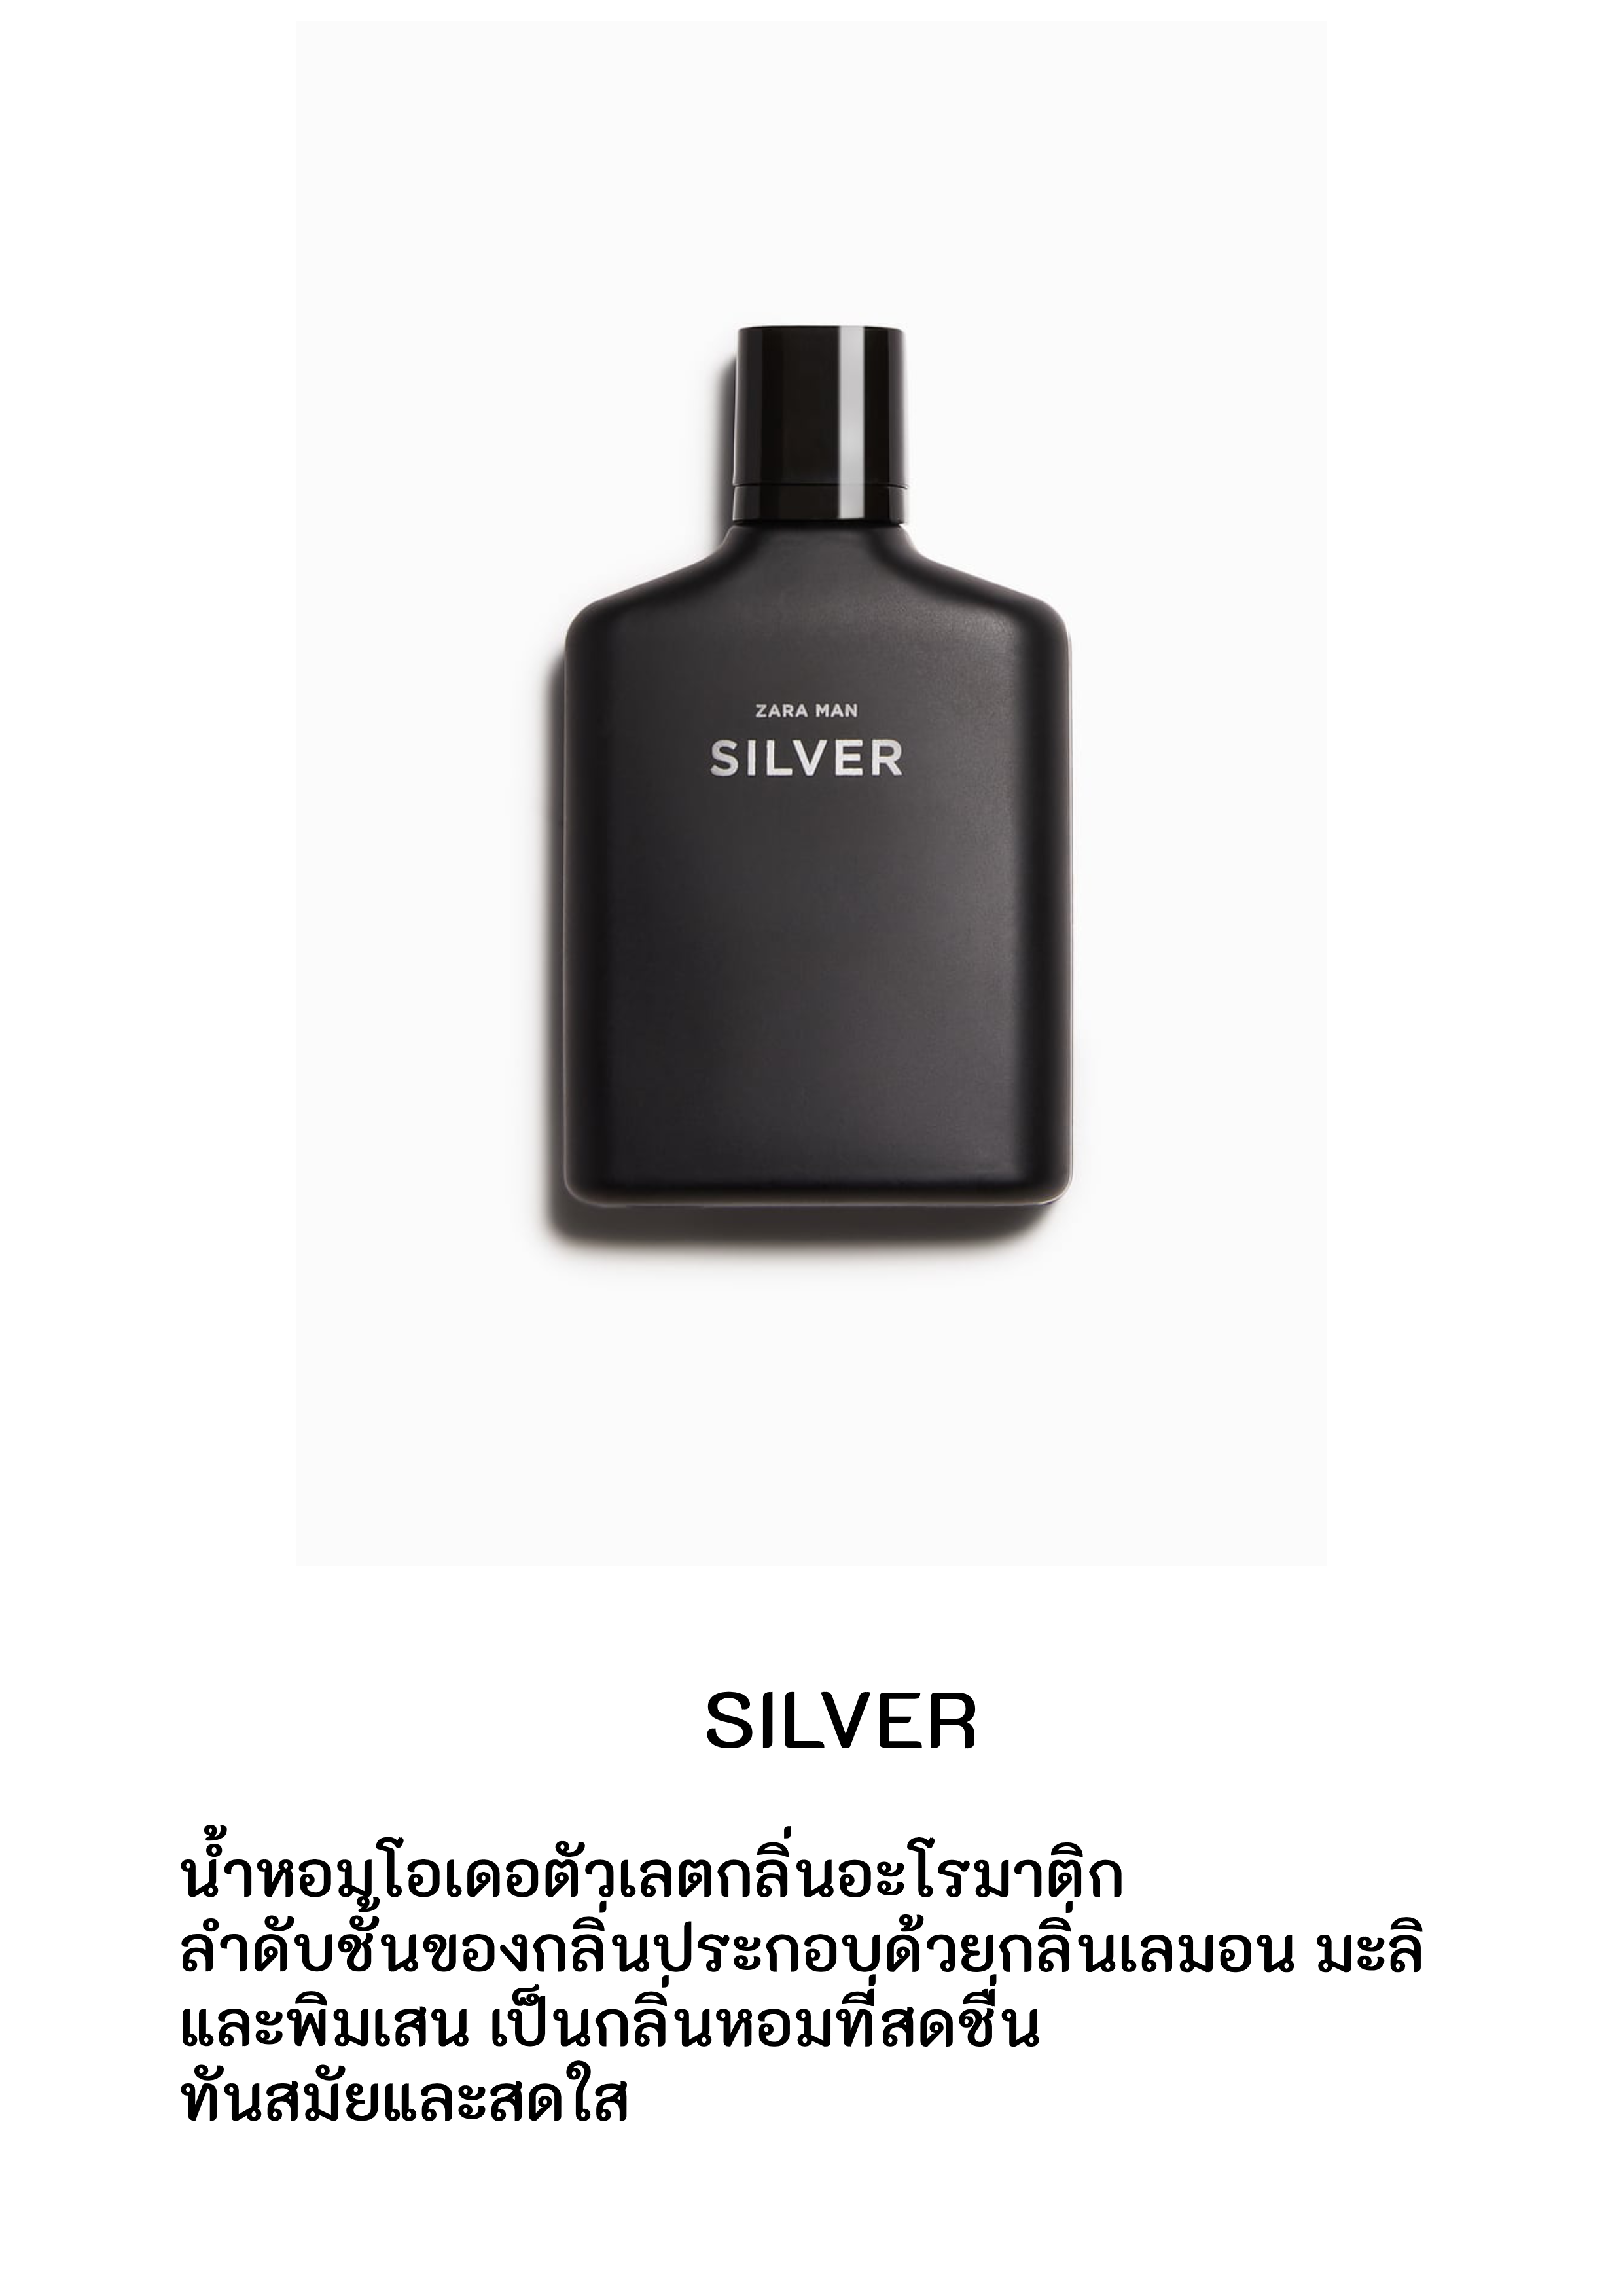 ZARA MAN
SILVER
SILVER
น้ำหอมโอเดอตัวเลตกลิ่นอะโรมาติก
ลำดับชั้นของกลิ่นประกอบด้วยกลิ่นเลมอน มะลิ
และพิมเสน เป็นกลิ่นหอมที่สดชื่น
ทันสมัยและสดใส